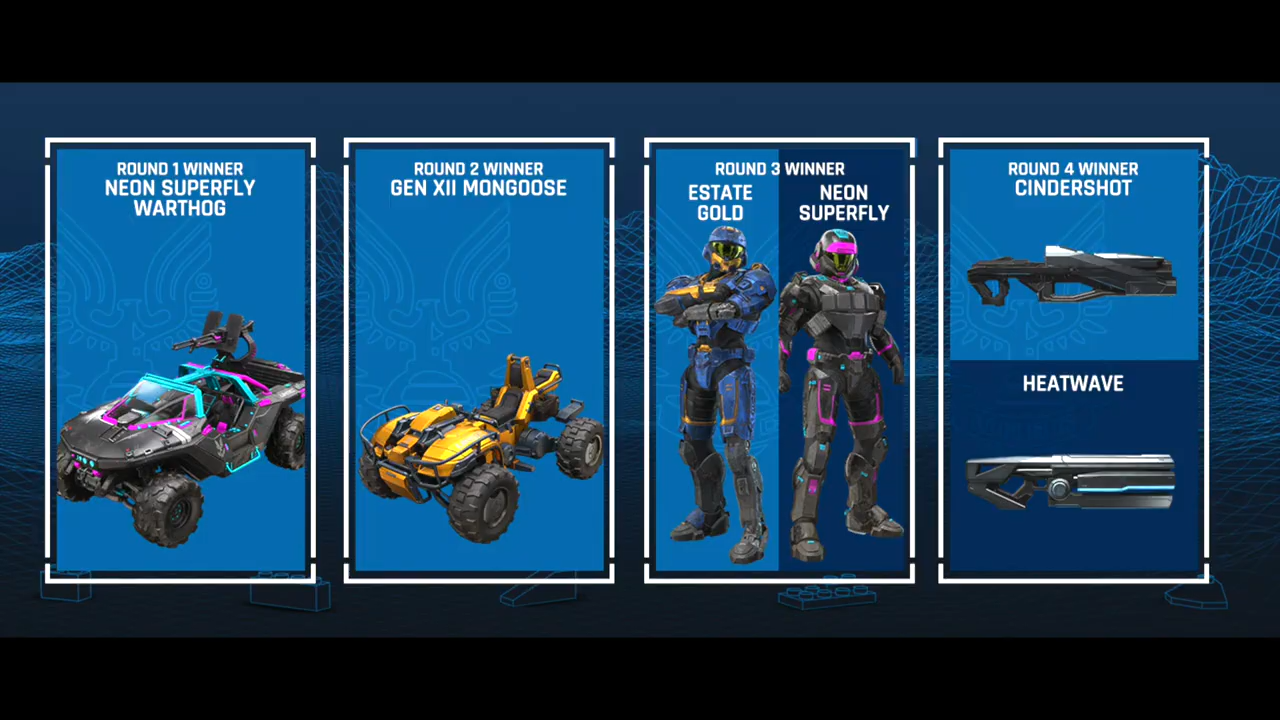 ROUND 1 WINNER
NEON SUPERFLY
WARTHOG
ROUND 2 WINNER
GEN XII MONGOOSE
ROUND 3 WINNER
ESTATE
GOLD
NEON
SUPERFLY
ROUND 4 WINNER
CINDERSHOT
HEATWAVE